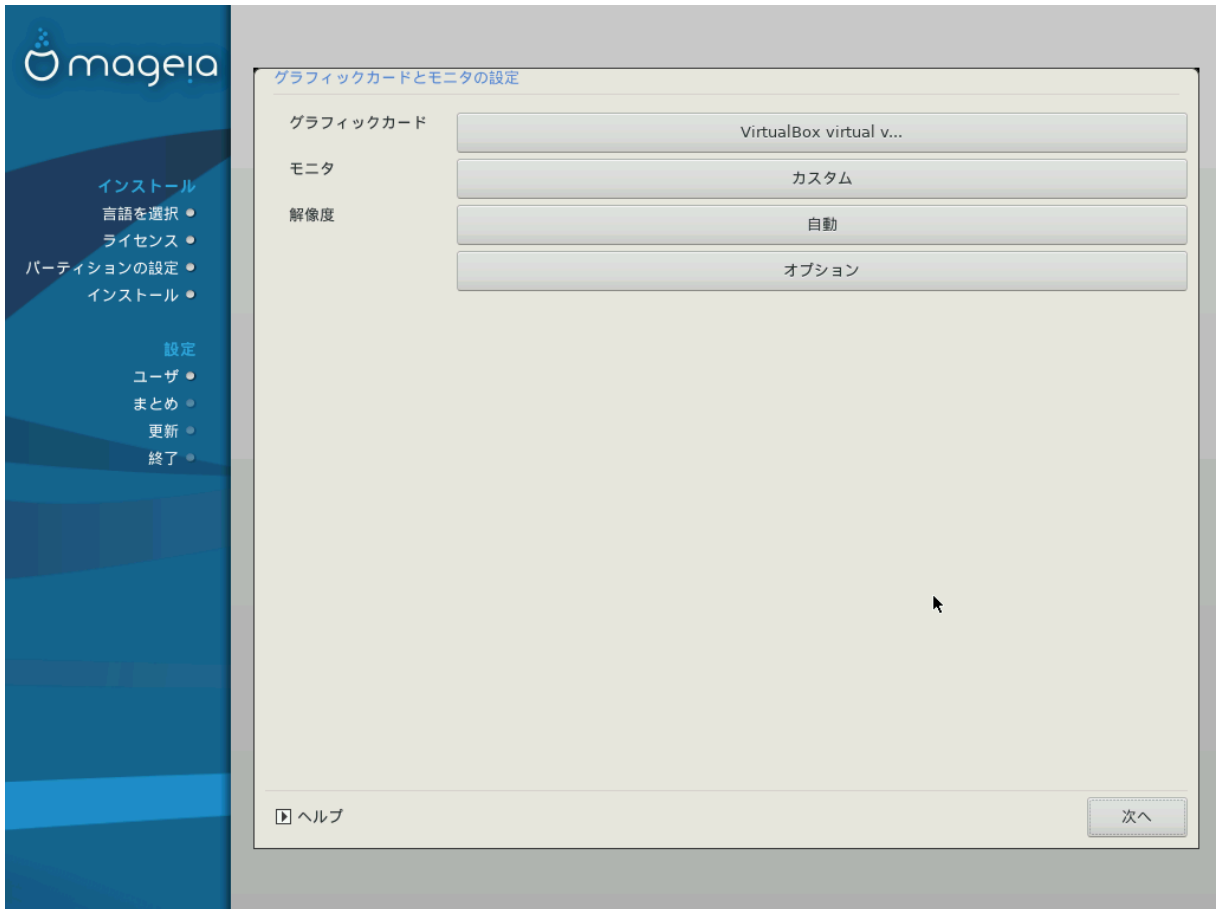 mageia
インストール
言語を選択
ライセンス
パーティションの設定
インストール
設定
ユーザ
まとめ
更新
終了
グラフィックカードとモニタの設定
グラフィックカード
VirtualBox virtual v...
モニタ
カスタム
解像度
自動
オプション
ヘルプ
次へ